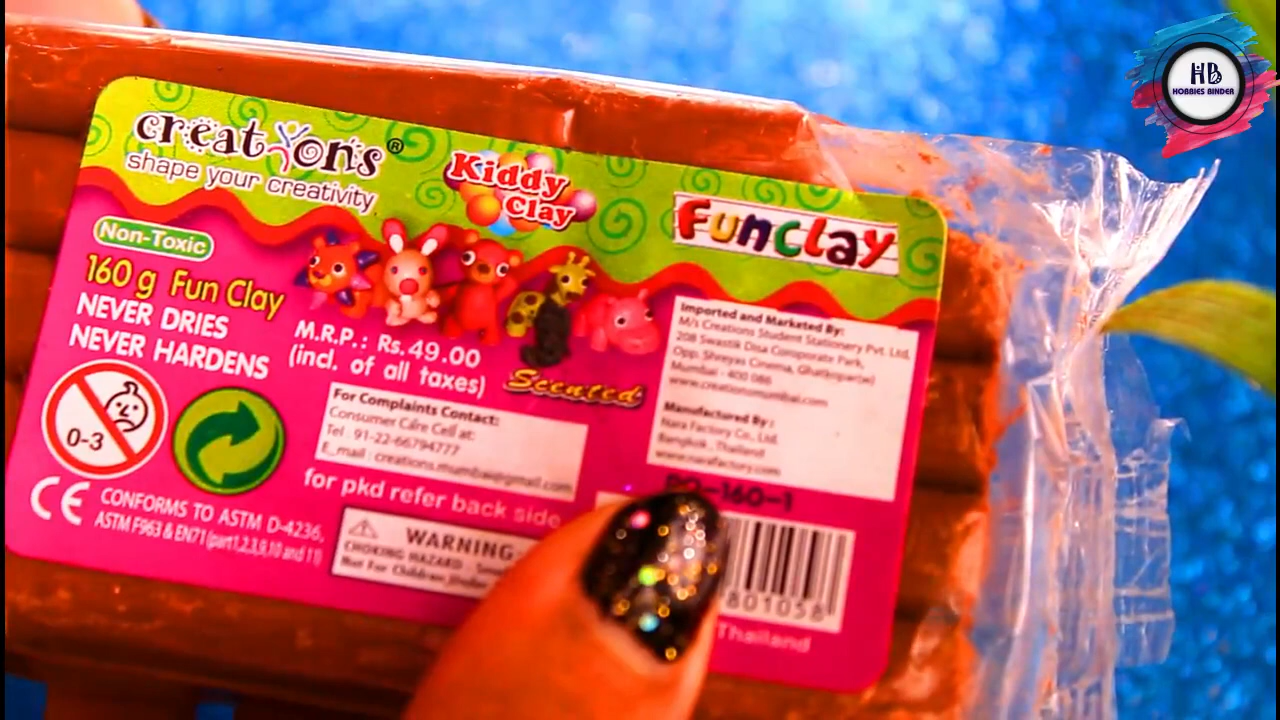 HB
HOBBIES BINDER
creations®
shape your creativity
Kiddy
Clay
Funclay
Non-Toxic
160 g Fun Clay
NEVER DRIES
NEVER HARDENS
M.R.P.: Rs.49.00
(incl. of all taxes)
Scented
0-3
For Complaints Contact:
Consumer Care Cell at:
Tel : 91-22-66794777
E_mail : creations.mumbai@gmail.com
for pkd refer back side
Imported and Marketed By:
M/s Creations Student Stationery Pvt. Ltd.
208 Swastik Disa Corporate Park,
Opp. Shreyas Cinema, Ghatkopar(w)
Mumbai - 400 086
www.creationsmumbai.com
Manufactured By :
Nara Factory Co., Ltd.
Bangkok, Thailand
www.narafactory.com
-160-1
CE
CONFORMS TO ASTM D-4236,
ASTM F963 & EN71 (part1,2,3,9,10 and 11)
WARNING
CHOKING HAZARD
Not For Children Under
801058
Thailand